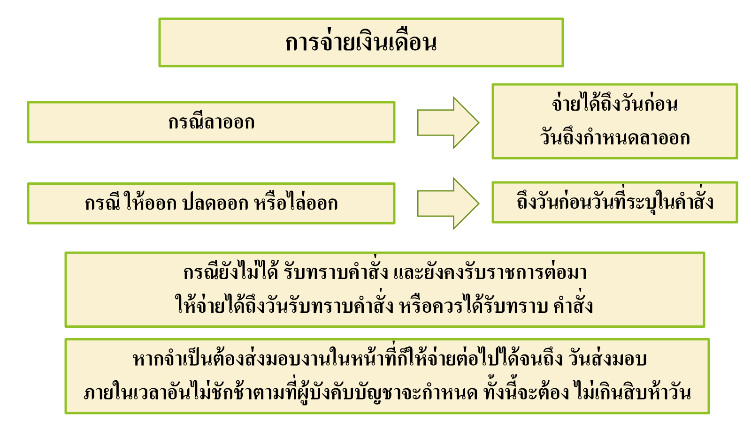 การจ่ายเงินเดือน
กรณีลาออก
จ่ายได้ถึงวันก่อน
วันถึงกำหนดลาออก
กรณี ให้ออก ปลดออก หรือไล่ออก
ถึงวันก่อนวันที่ระบุในคำสั่ง
กรณียังไม่ได้ รับทราบคำสั่ง และยังคงรับราชการต่อมา
ให้จ่ายได้ถึงวันรับทราบคำสั่ง หรือควรได้รับทราบ คำสั่ง
หากจำเป็นต้องส่งมอบงานในหน้าที่ก็ให้จ่ายต่อไปได้จนถึง วันส่งมอบ
ภายในเวลาอันไม่ชักช้าตามที่ผู้บังคับบัญชาจะกำหนด ทั้งนี้จะต้อง ไม่เกินสิบห้าวัน